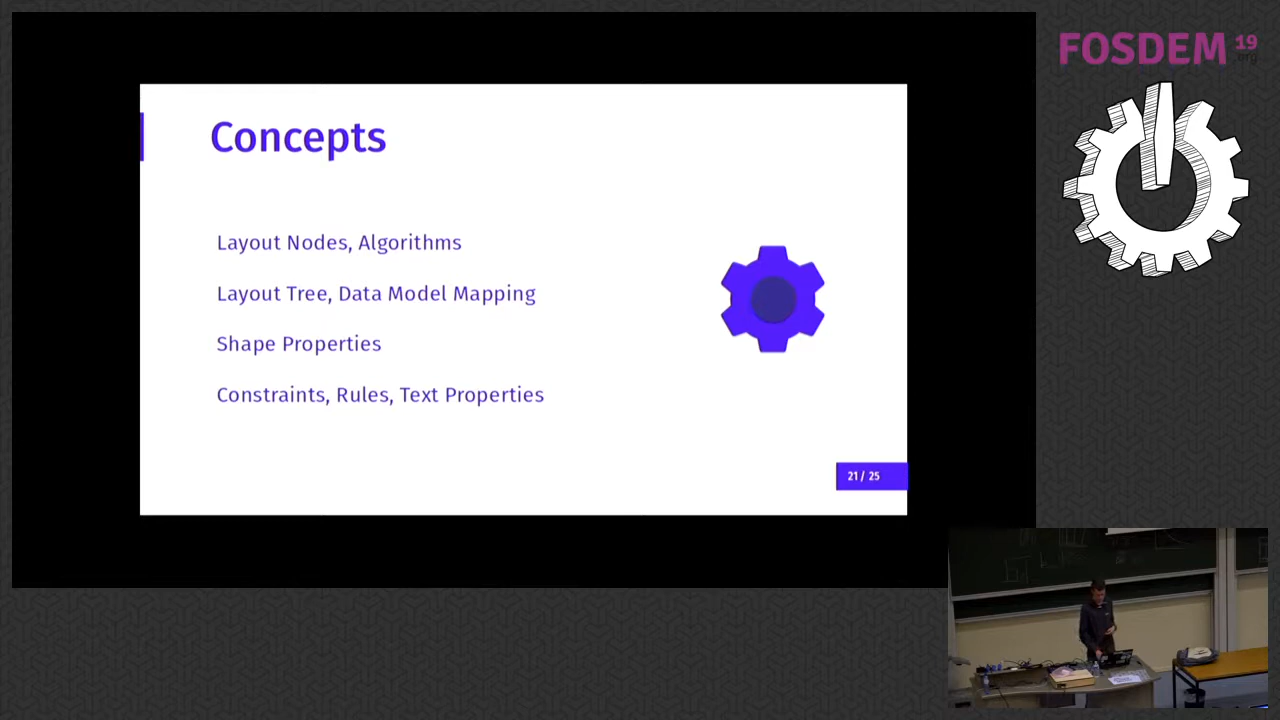 FOSDEM 19
.org
Concepts
Layout Nodes, Algorithms
Layout Tree, Data Model Mapping
Shape Properties
Constraints, Rules, Text Properties
21 / 25